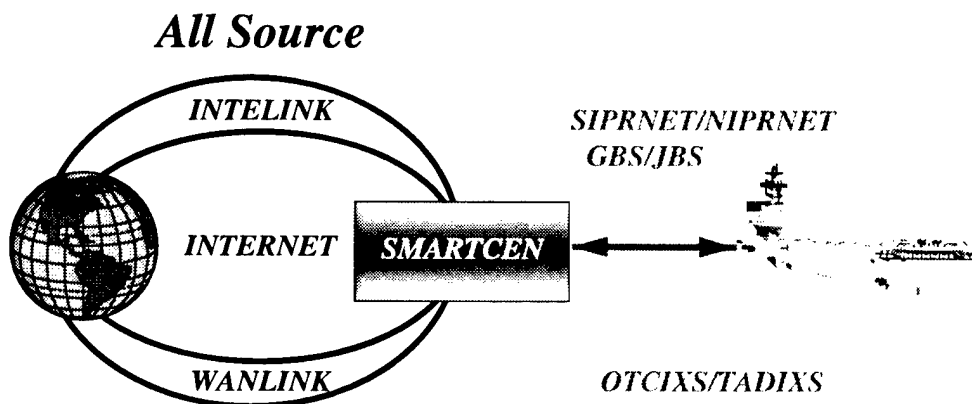 All Source
INTELINK
SIPRNET/NIPRNET
GBS/JBS
INTERNET
SMARTCEN
WANLINK
OTCIXS/TADIXS